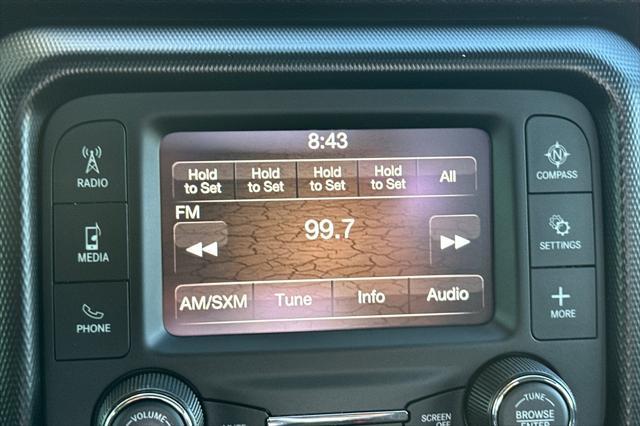 8:43
Hold to Set Hold to Set Hold to Set Hold to Set All
FM
99.7
AM/SXM Tune Info Audio
RADIO
MEDIA
PHONE
N
COMPASS
SETTINGS
MORE
VOLUME
SCREEN
OFF
TUNE
BROWSE
ENTER